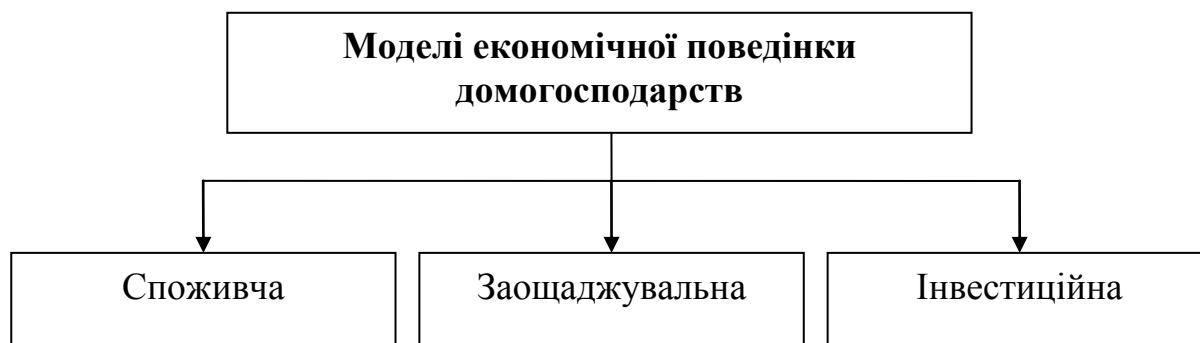 Моделі економічної поведінки
домогосподарств
Споживча
Заощаджувальна
Інвестиційна